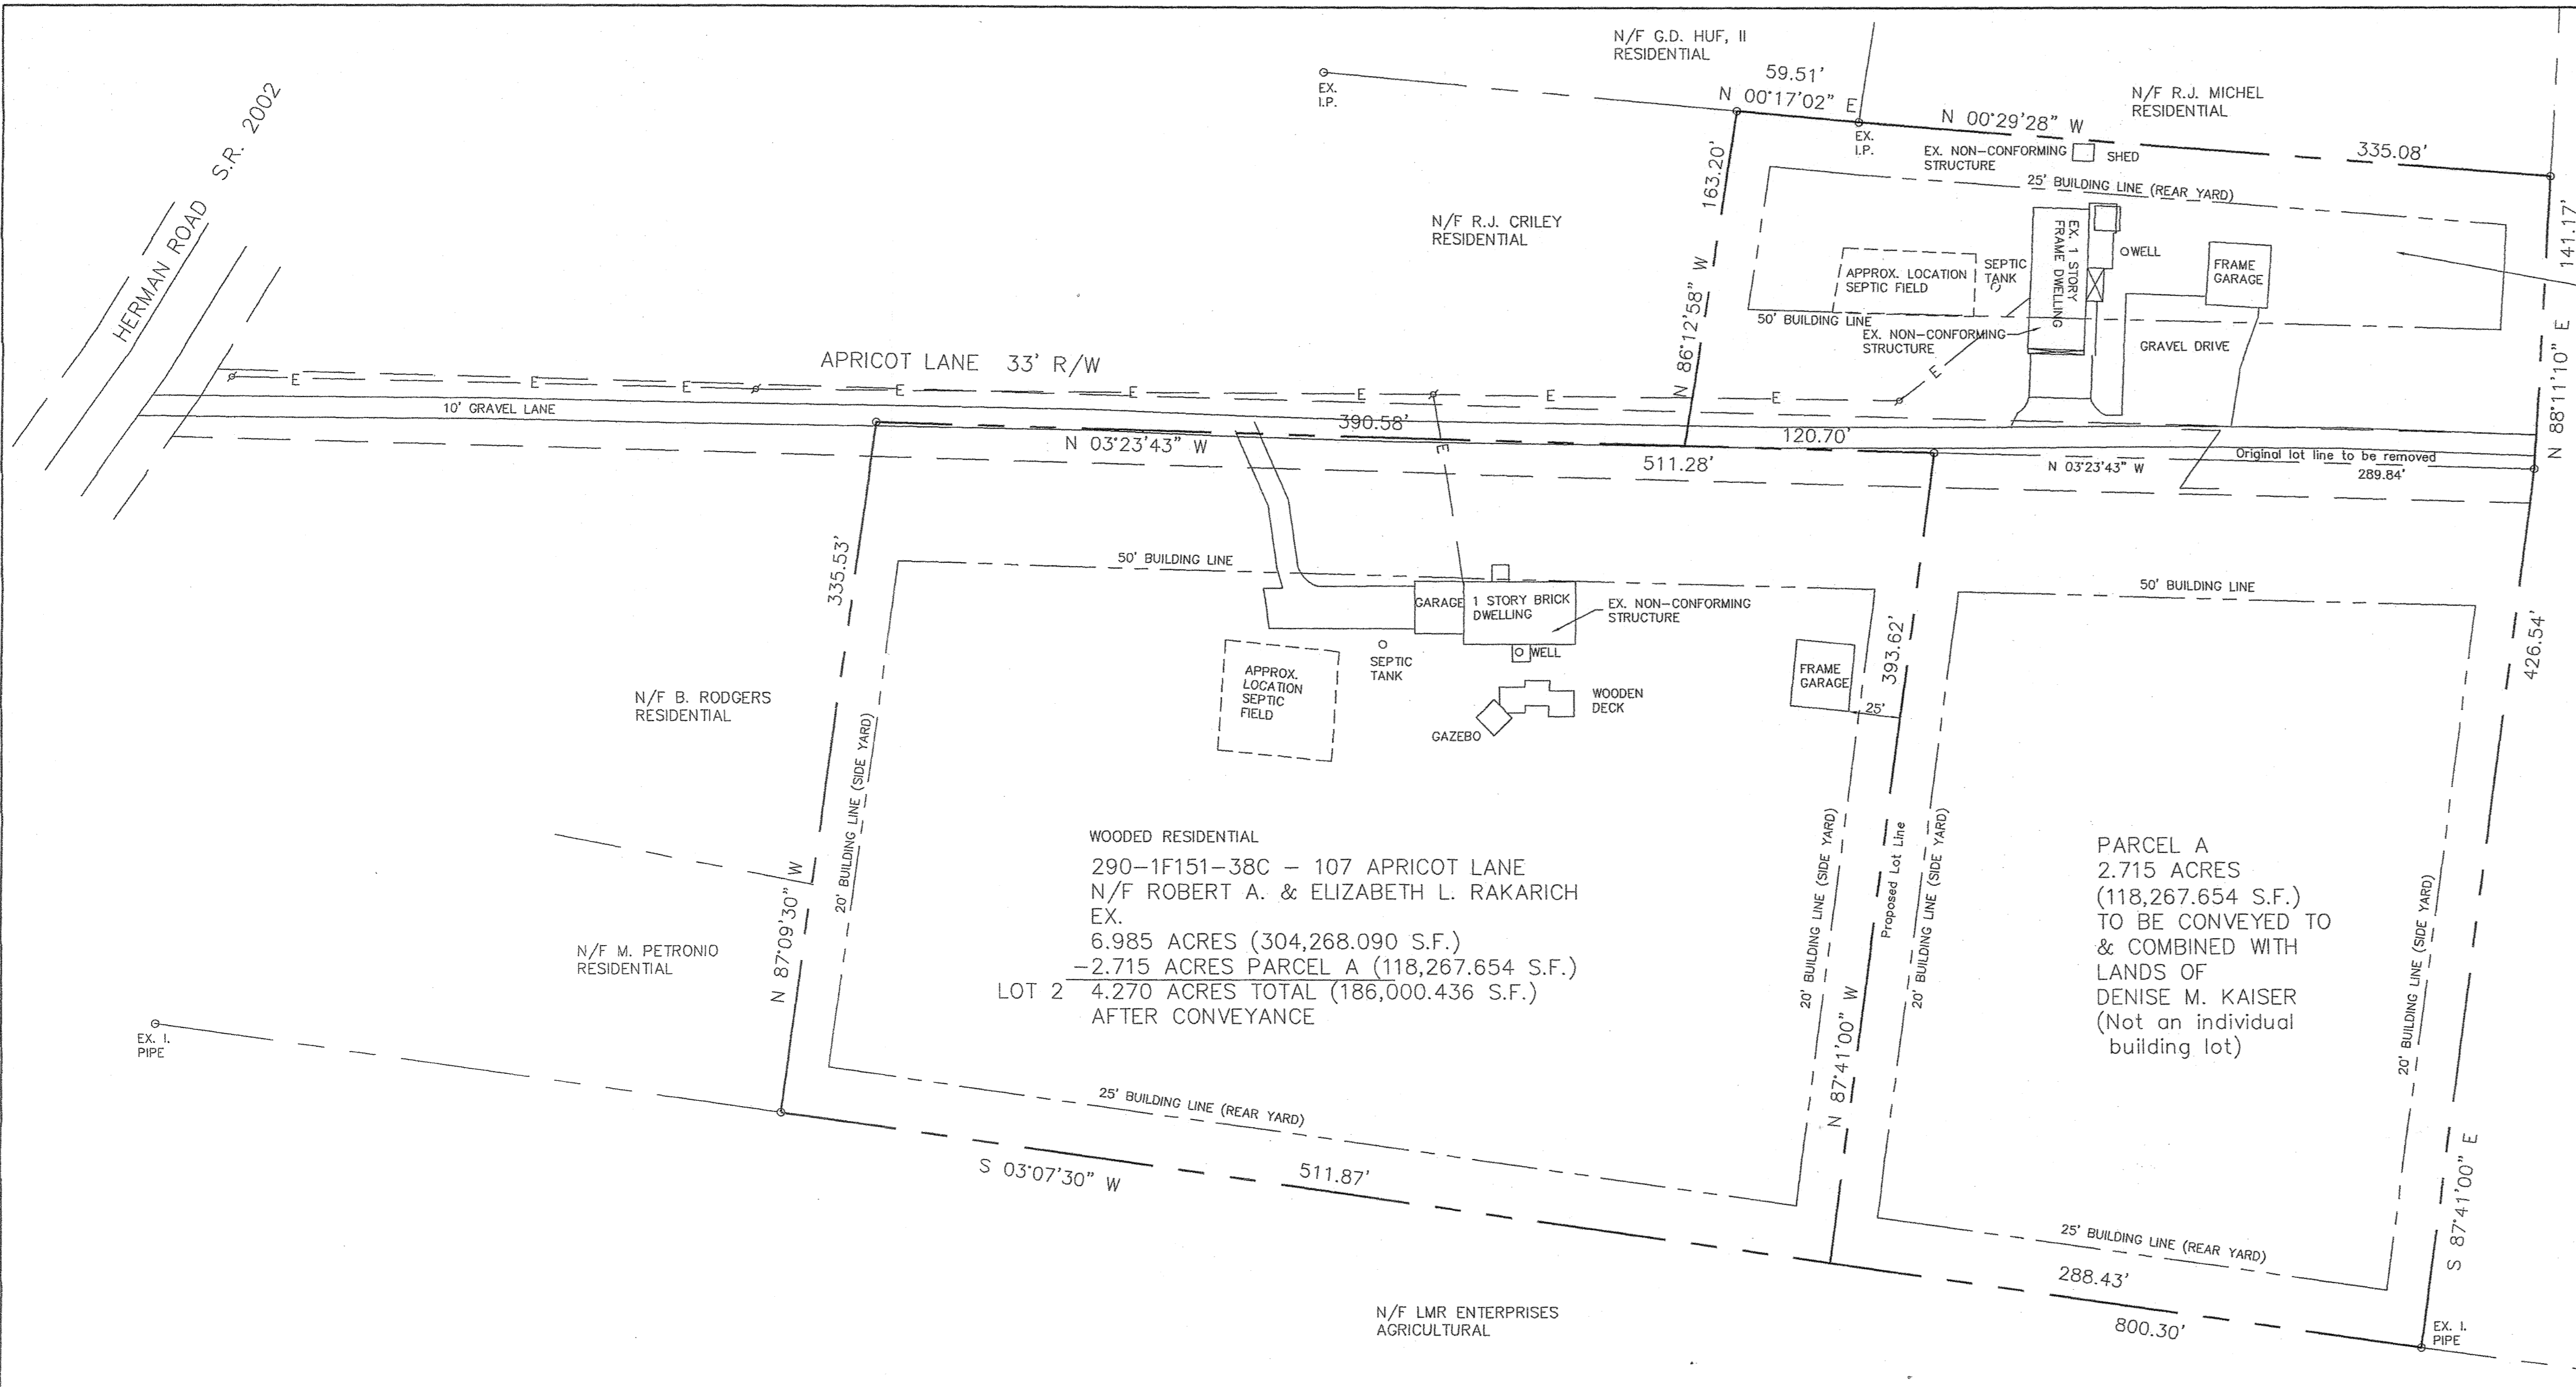 N/F G.D. HUF, II
RESIDENTIAL
59.51'
N 00°17'02" E
EX.
I.P.
N/F R.J. MICHEL
RESIDENTIAL
N 00°29'28" W
335.08'
EX.
I.P.
EX. NON-CONFORMING
STRUCTURE
SHED
25' BUILDING LINE (REAR YARD)
HERMAN ROAD S.R. 2002
N/F R.J. CRILEY
RESIDENTIAL
163.20'
N 86°12'58" W
APPROX. LOCATION
SEPTIC FIELD
SEPTIC
TANK
EX. 1 STORY
FRAME DWELLING
WELL
FRAME
GARAGE
141.17'
N 88°11'10" E
50' BUILDING LINE
EX. NON-CONFORMING
STRUCTURE
GRAVEL DRIVE
APRICOT LANE 33' R/W
E
E
E
E
E
E
E
E
E
E
10' GRAVEL LANE
390.58'
N 03°23'43" W
120.70'
511.28'
N 03°23'43" W
Original lot line to be removed
289.84'
335.53'
50' BUILDING LINE
GARAGE
1 STORY BRICK
DWELLING
EX. NON-CONFORMING
STRUCTURE
50' BUILDING LINE
426.54'
393.62'
SEPTIC
TANK
WELL
FRAME
GARAGE
25'
APPROX.
LOCATION
SEPTIC
FIELD
WOODEN
DECK
GAZEBO
N/F B. RODGERS
RESIDENTIAL
20' BUILDING LINE (SIDE YARD)
N 87°09'30" W
N/F M. PETRONIO
RESIDENTIAL
WOODED RESIDENTIAL
290-1F151-38C - 107 APRICOT LANE
N/F ROBERT A. & ELIZABETH L. RAKARICH
EX.
6.985 ACRES (304,268.090 S.F.)
-2.715 ACRES PARCEL A (118,267.654 S.F.)
LOT 2 4.270 ACRES TOTAL (186,000.436 S.F.)
AFTER CONVEYANCE
20' BUILDING LINE (SIDE YARD)
Proposed Lot Line
N 87°41'00" W
20' BUILDING LINE (SIDE YARD)
PARCEL A
2.715 ACRES
(118,267.654 S.F.)
TO BE CONVEYED TO
& COMBINED WITH
LANDS OF
DENISE M. KAISER
(Not an individual
building lot)
20' BUILDING LINE (SIDE YARD)
S 87°41'00" E
EX. I.
PIPE
25' BUILDING LINE (REAR YARD)
S 03°07'30" W
511.87'
25' BUILDING LINE (REAR YARD)
288.43'
800.30'
EX. I.
PIPE
N/F LMR ENTERPRISES
AGRICULTURAL